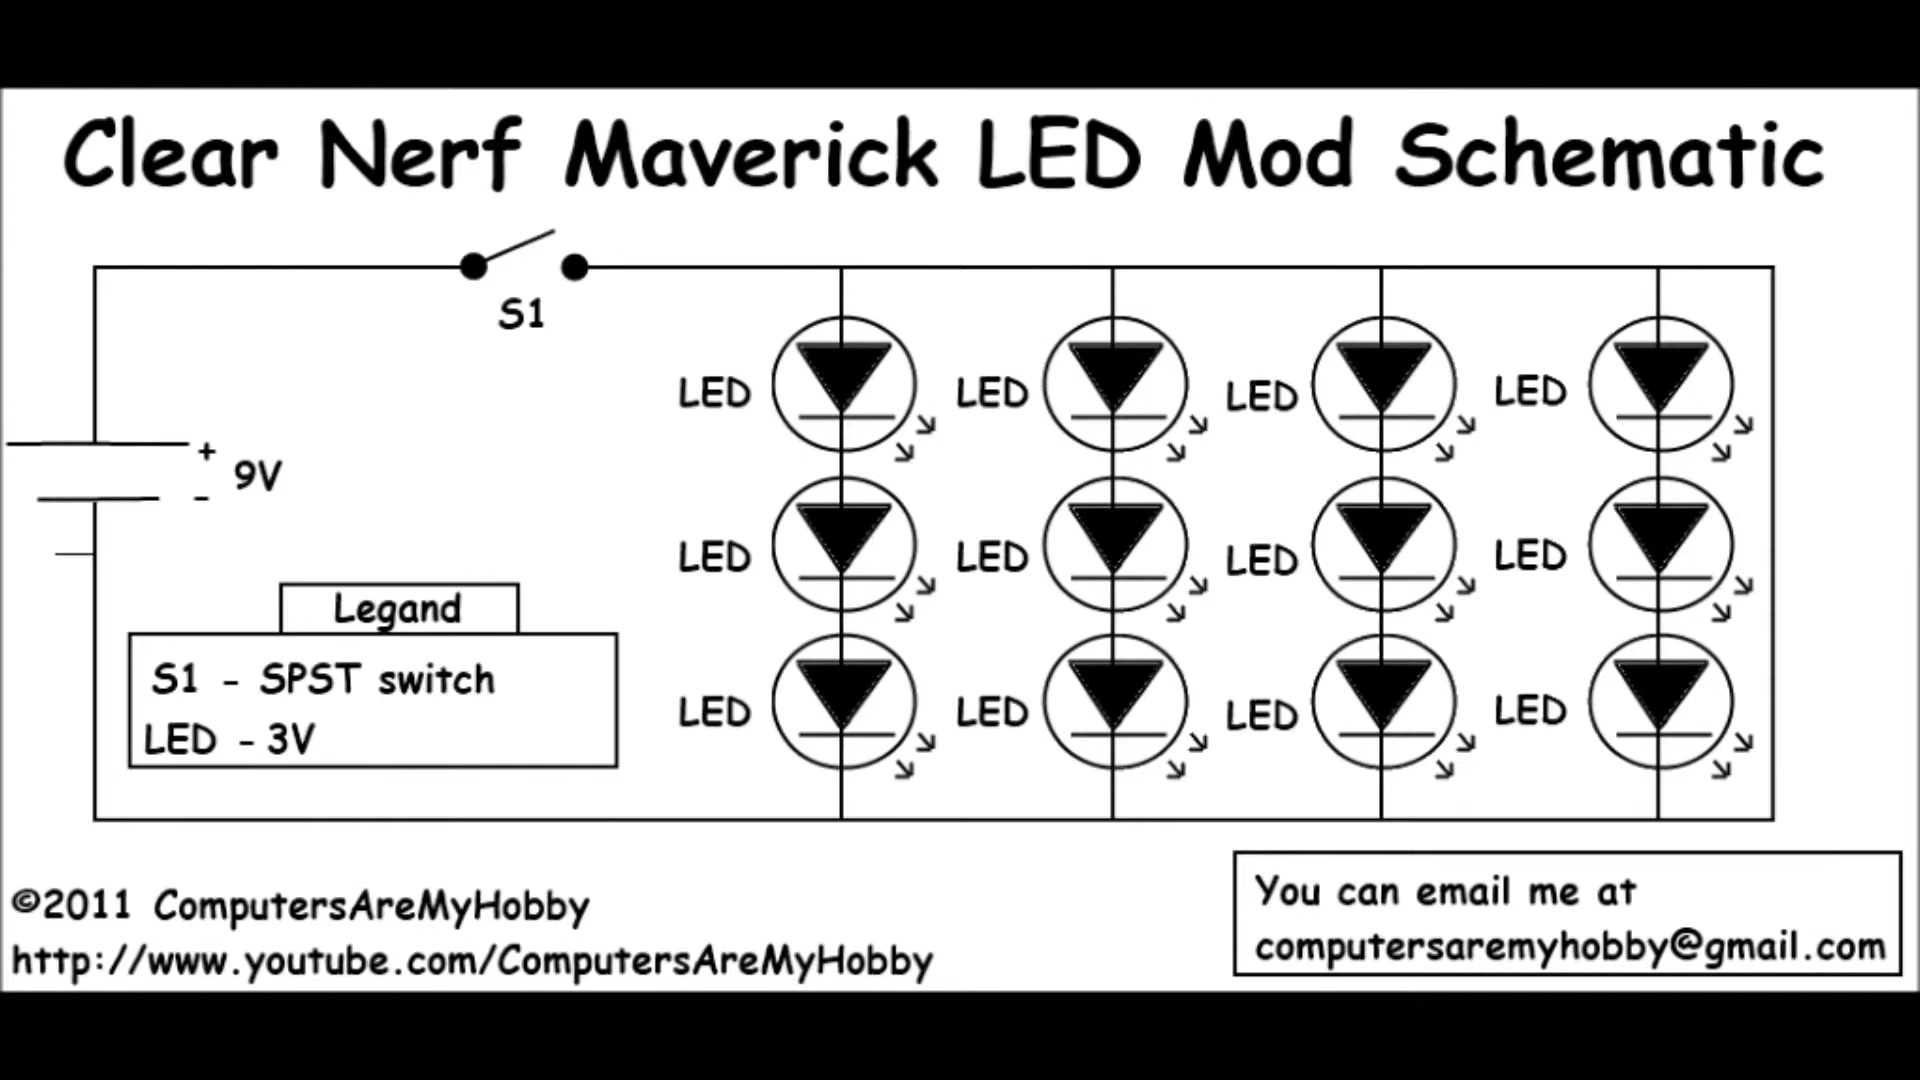 Clear Nerf Maverick LED Mod Schematic
S1
LED LED LED LED
+
9V
-
LED LED LED LED
Legand
S1 - SPST switch
LED - 3V
LED LED LED LED
©2011 ComputersAreMyHobby
http://www.youtube.com/ComputersAreMyHobby
You can email me at
computersaremyhobby@gmail.com